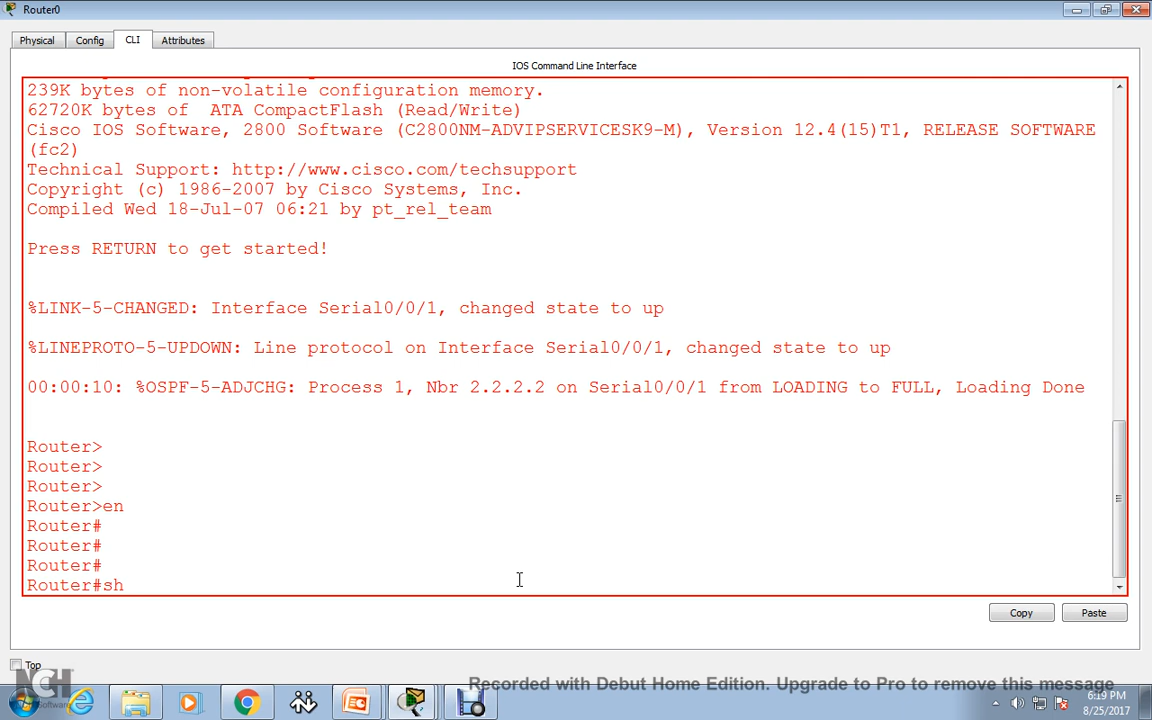 Router0
Physical Config CLI Attributes
IOS Command Line Interface
239K bytes of non-volatile configuration memory.
62720K bytes of ATA CompactFlash (Read/Write)
Cisco IOS Software, 2800 Software (C2800NM-ADVIPSERVICESK9-M), Version 12.4(15)T1, RELEASE SOFTWARE
(fc2)
Technical Support: http://www.cisco.com/techsupport
Copyright (c) 1986-2007 by Cisco Systems, Inc.
Compiled Wed 18-Jul-07 06:21 by pt_rel_team
Press RETURN to get started!
%LINK-5-CHANGED: Interface Serial0/0/1, changed state to up
%LINEPROTO-5-UPDOWN: Line protocol on Interface Serial0/0/1, changed state to up
00:00:10: %OSPF-5-ADJCHG: Process 1, Nbr 2.2.2.2 on Serial0/0/1 from LOADING to FULL, Loading Done
Router>
Router>
Router>
Router>en
Router#
Router#
Router#
Router#sh
Copy Paste
Top
NCH Software
Recorded with Debut Home Edition. Upgrade to Pro to remove this message
6:19 PM
8/25/2017